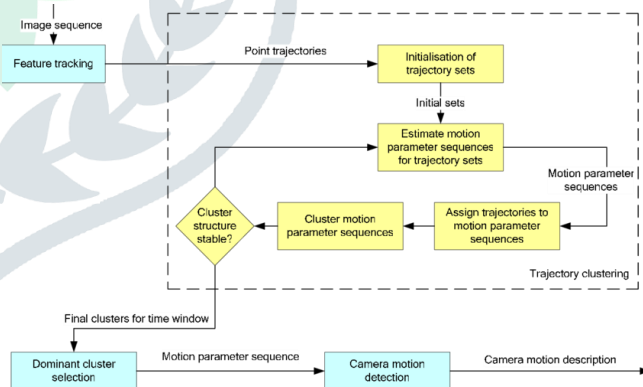 Image sequence
Feature tracking
Point trajectories
Initialisation of
trajectory sets
Initial sets
Estimate motion
parameter sequences
for trajectory sets
Motion parameter
sequences
Cluster
structure
stable?
Cluster motion
parameter sequences
Assign trajectories to
motion parameter
sequences
Trajectory clustering
Final clusters for time window
Dominant cluster
selection
Motion parameter sequence
Camera motion
detection
Camera motion description